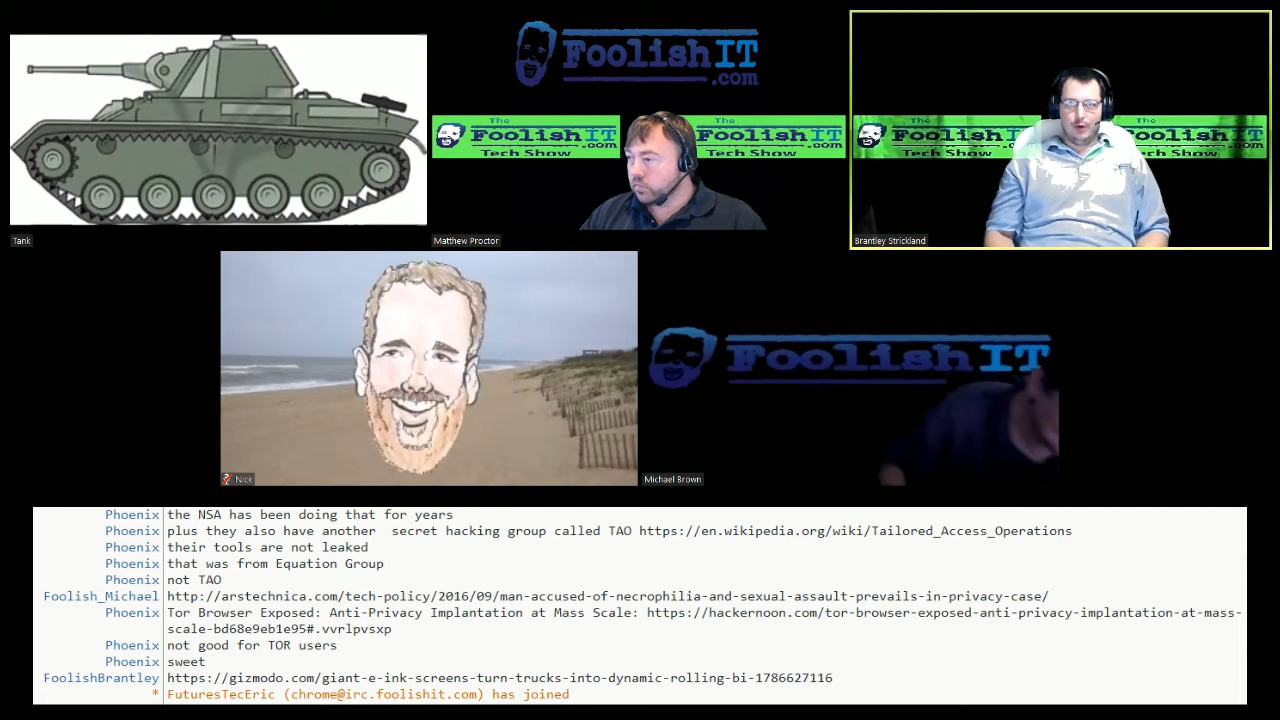 FoolishIT
.com
The
FoolishIT
.com
Tech Show
The
FoolishIT
.com
Tech Show
The
FoolishIT
.com
Tech Show
The
FoolishIT
.com
Tech Show
Tank
Matthew Proctor
Brantley Strickland
FoolishIT
Nick
Michael Brown
Phoenix the NSA has been doing that for years
Phoenix plus they also have another secret hacking group called TAO https://en.wikipedia.org/wiki/Tailored_Access_Operations
Phoenix their tools are not leaked
Phoenix that was from Equation Group
Phoenix not TAO
Foolish_Michael http://arstechnica.com/tech-policy/2016/09/man-accused-of-necrophilia-and-sexual-assault-prevails-in-privacy-case/
Phoenix Tor Browser Exposed: Anti-Privacy Implantation at Mass Scale: https://hackernoon.com/tor-browser-exposed-anti-privacy-implantation-at-mass-
scale-bd68e9eb1e95#.vvrlpvsxp
Phoenix not good for TOR users
Phoenix sweet
FoolishBrantley https://gizmodo.com/giant-e-ink-screens-turn-trucks-into-dynamic-rolling-bi-1786627116
* FuturesTecEric (chrome@irc.foolishit.com) has joined